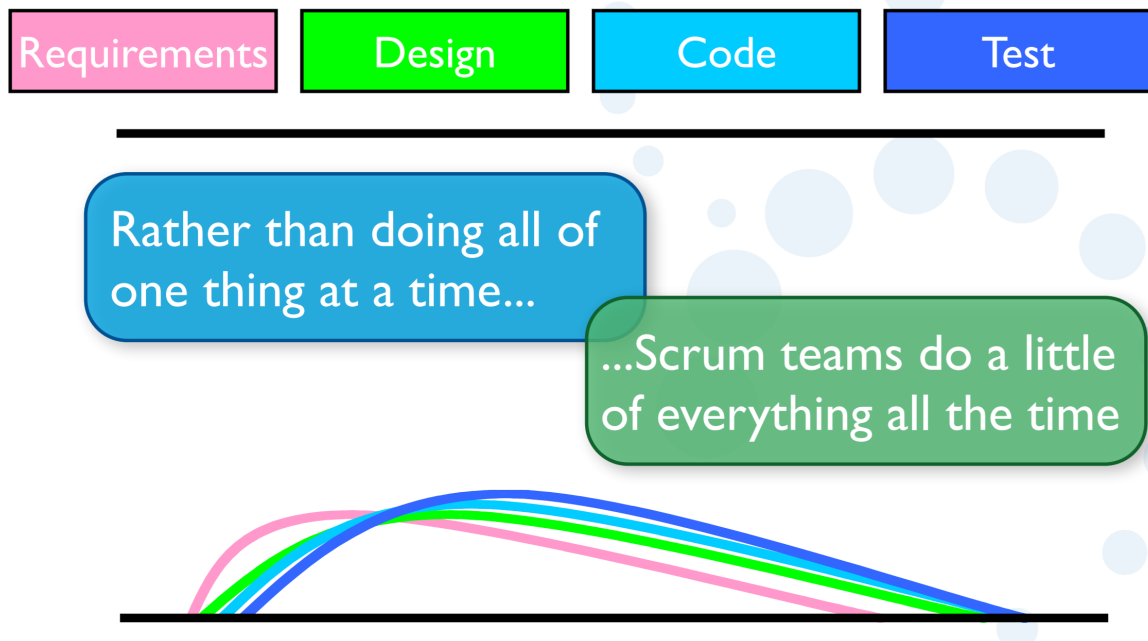 Requirements
Design
Code
Test
Rather than doing all of
one thing at a time...
...Scrum teams do a little
of everything all the time